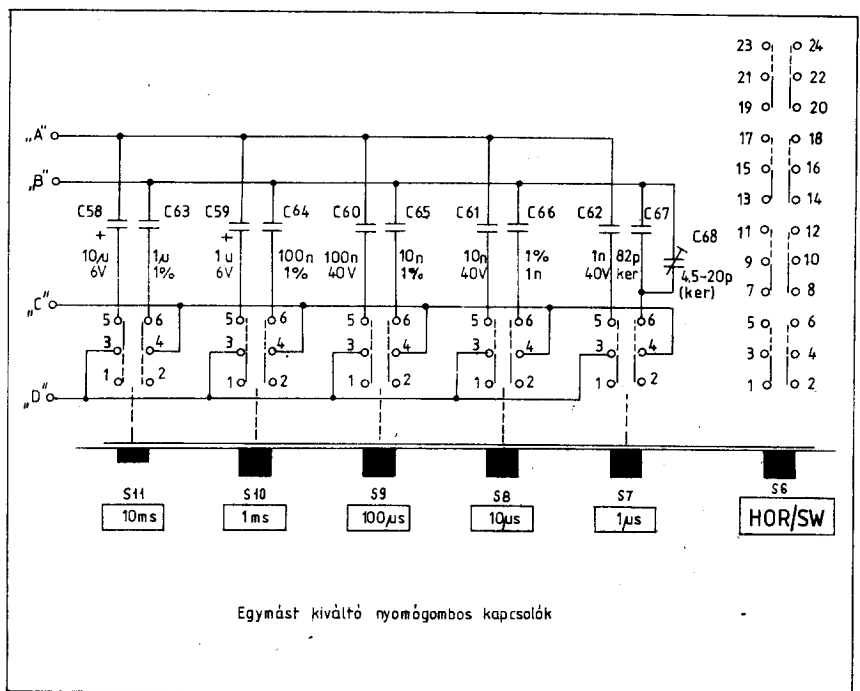 23 24
21 22
19 20
„A"
17 18
15 16
„B"
13 14
C58 C63 C59 C64 C60 C65 C61 C66 C62 C67 C68
10µ 6V
1µ 1%
1u 6V
100n 1%
100n 40V
10n 1%
10n 40V
1% 1n
1n 40V
82p ker
4.5-20p (ker)
11 12
9 10
7 8
„C"
5 6 5 6 5 6 5 6 5 6 5 6
3 4 3 4 3 4 3 4 3 4 3 4
1 2 1 2 1 2 1 2 1 2 1 2
„D"
S11 S10 S9 S8 S7 S6
10ms 1ms 100µs 10µs 1µs HOR/SW
Egymást kiváltó nyomógombos kapcsolók